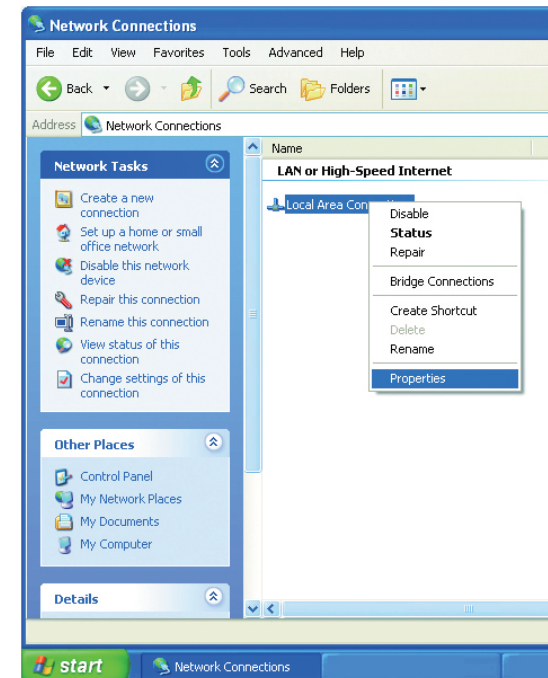 Network Connections
File Edit View Favorites Tools Advanced Help
Back Search Folders
Address Network Connections
Network Tasks
Create a new
connection
Set up a home or small
office network
Disable this network
device
Repair this connection
Rename this connection
View status of this
connection
Change settings of this
connection
Other Places
Control Panel
My Network Places
My Documents
My Computer
Details
Name
LAN or High-Speed Internet
Local Area
Disable
Status
Repair
Bridge Connections
Create Shortcut
Delete
Rename
Properties
start Network Connections